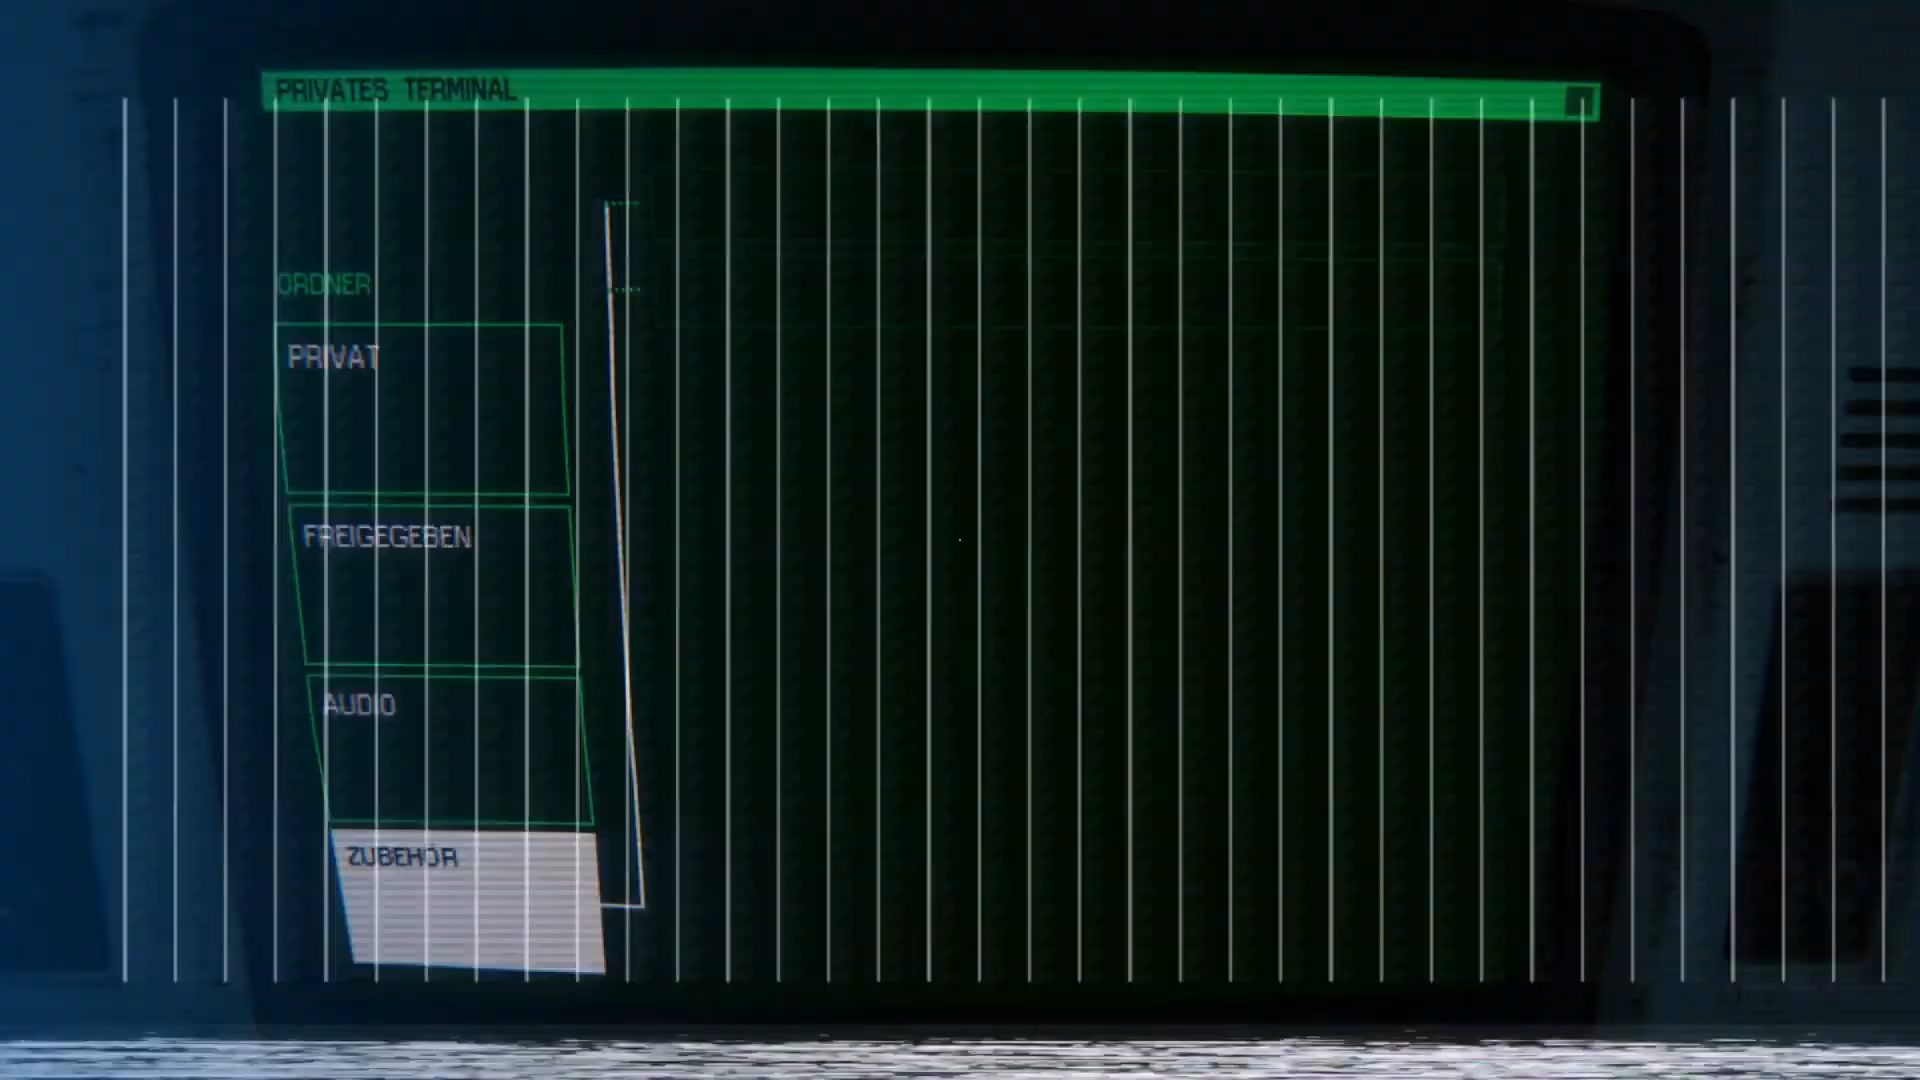 PRIVATES TERMINAL
ORDNER
PRIVAT
FREIGEGEBEN
AUDIO
ZUBEHÖR